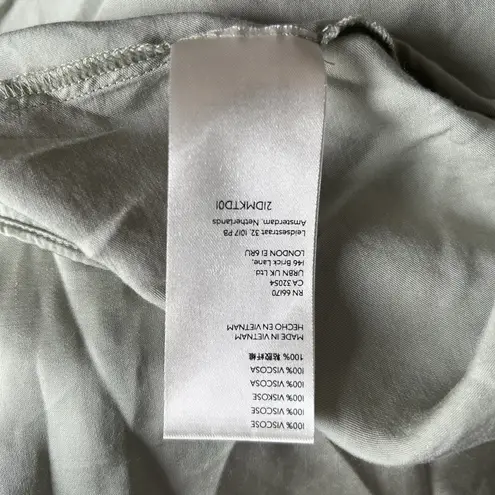 100% VISCOSE
100% VISCOSE
100% VISKOSE
100% VISCOSA
100% VISCOSA
100% 粘胶纤维
MADE IN VIETNAM
HECHO EN VIETNAM
RN 66170
CA 32054
URBN UK Ltd.
146 Brick Lane,
LONDON E1 6RU
Leidsestraat 32, 1017 PB
Amsterdam, Netherlands
21DMKTD01